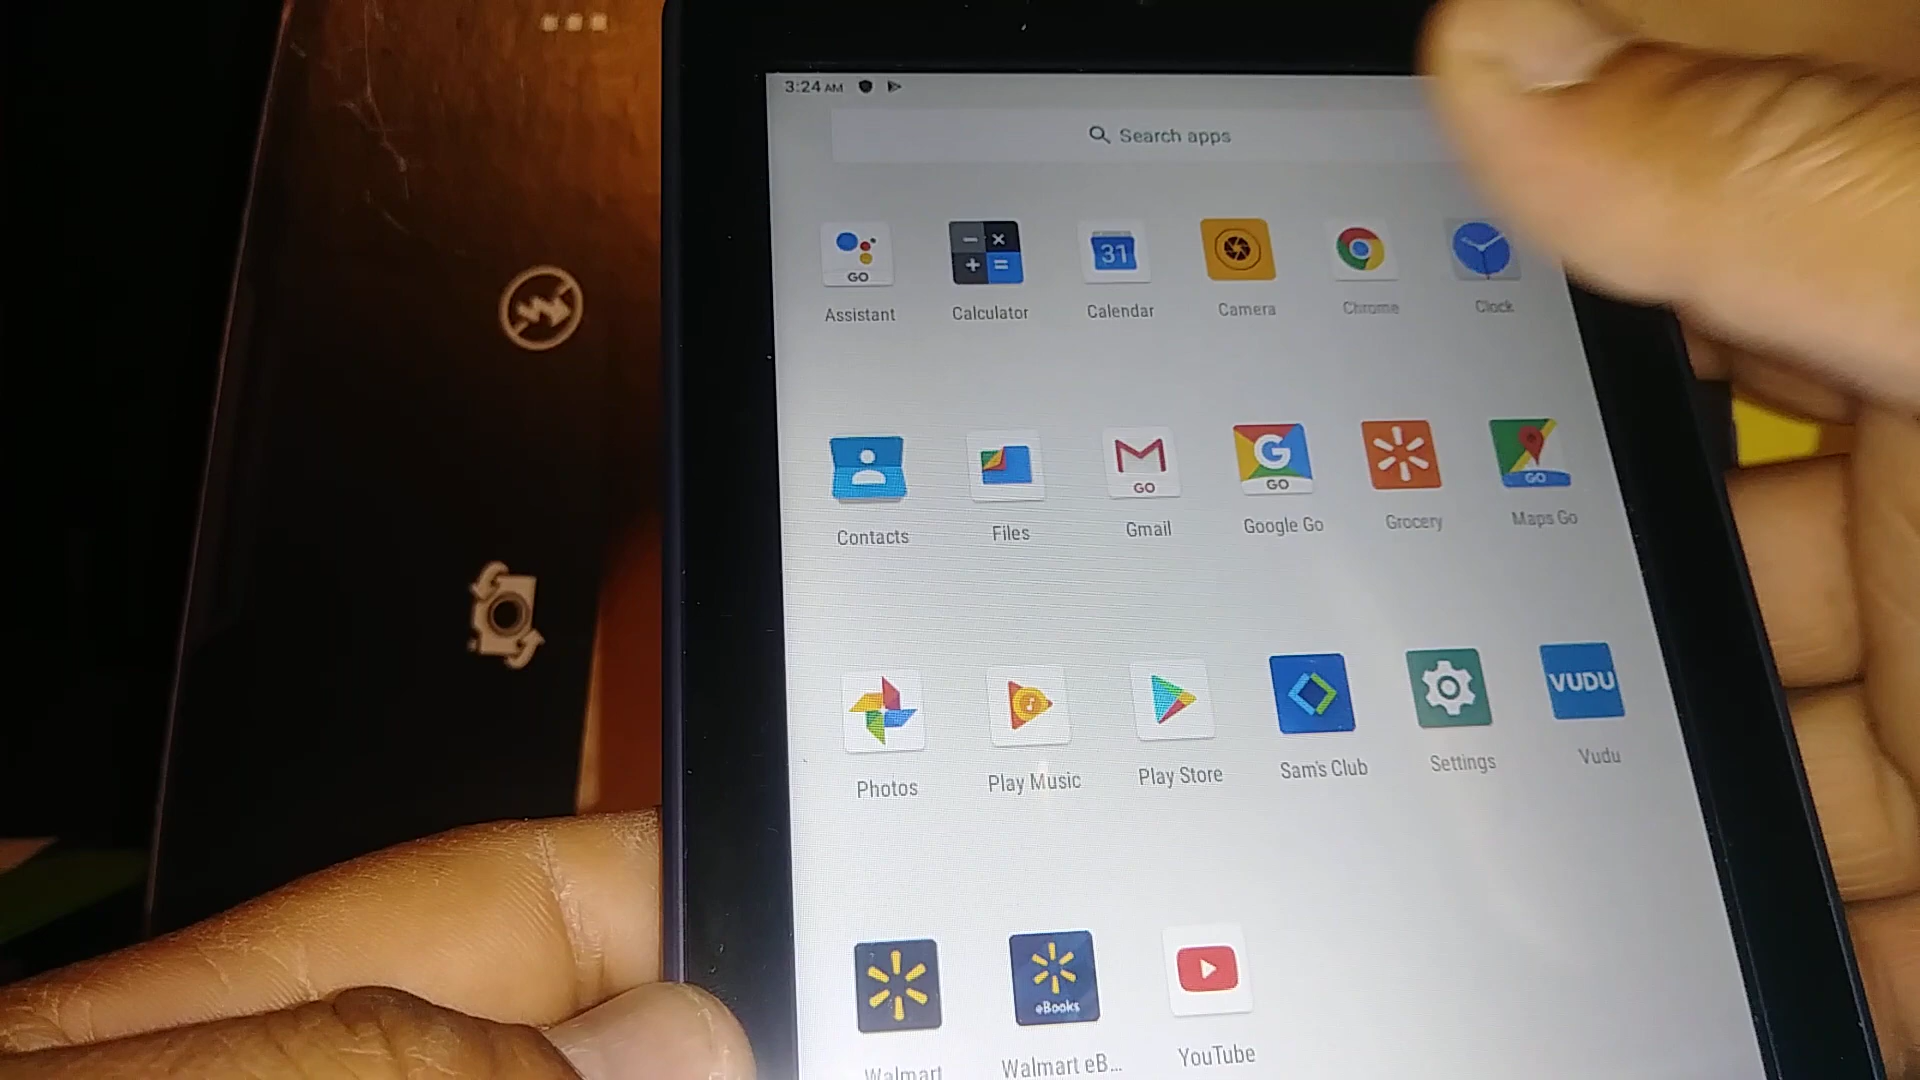 3:24 AM
Search apps
GO
31
Assistant
Calculator
Calendar
Camera
Chrome
Clock
GO
GO
GO
Contacts
Files
Gmail
Google Go
Grocery
Maps Go
VUDU
Photos
Play Music
Play Store
Sam's Club
Settings
Vudu
eBooks
Walmart
Walmart eB...
YouTube